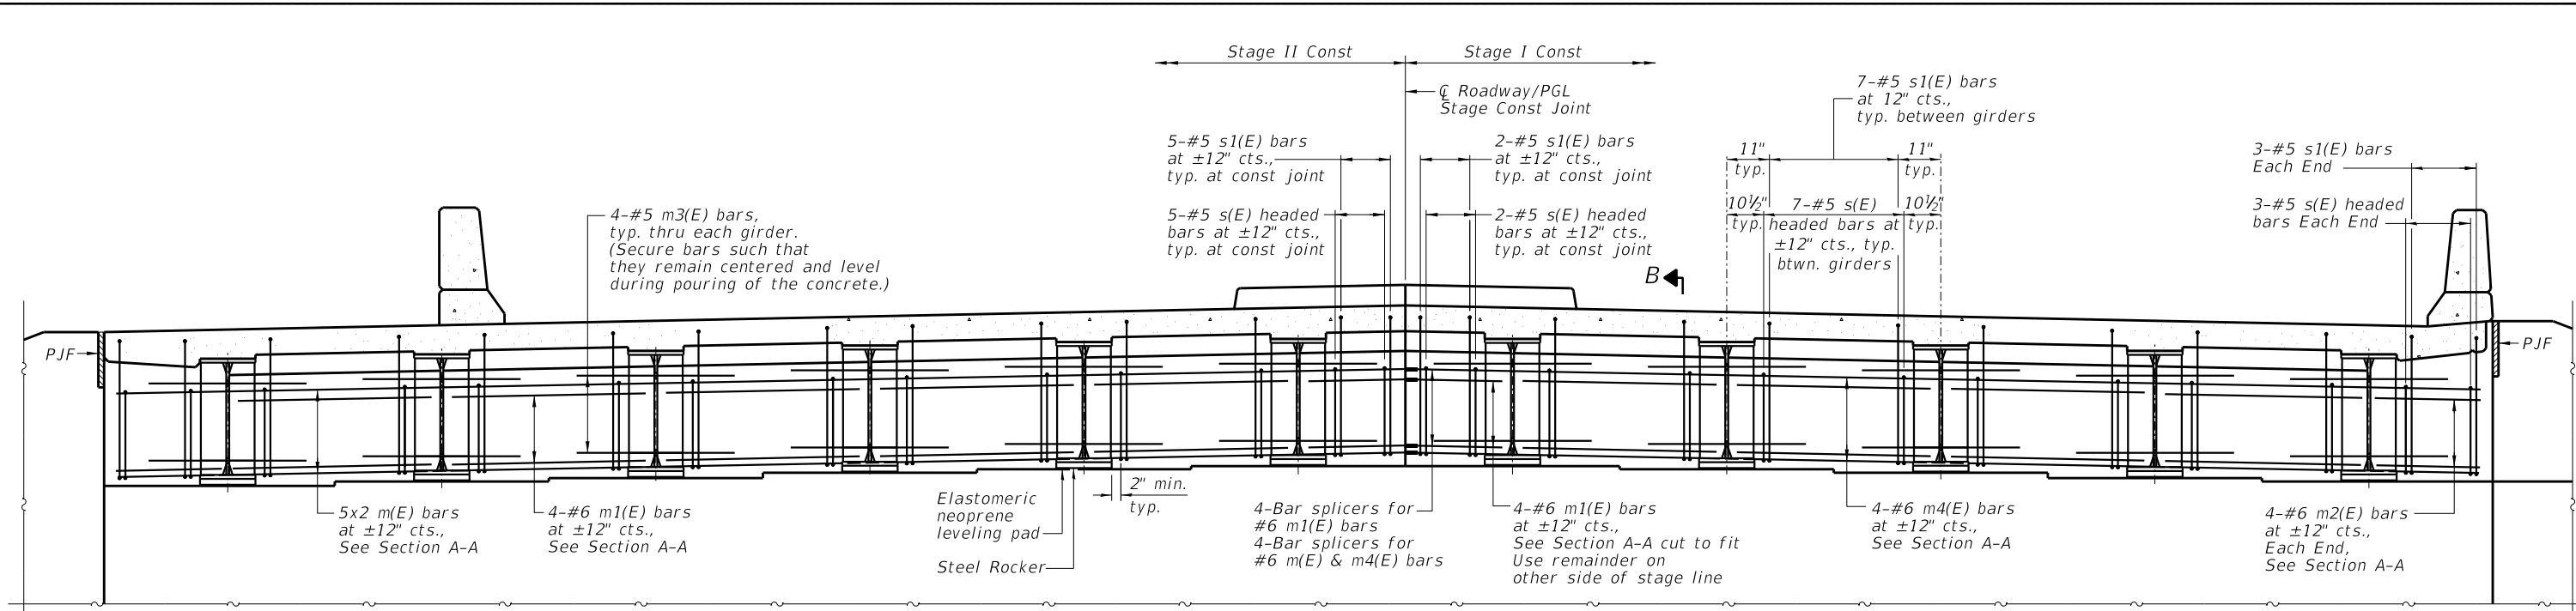 Stage II Const
Stage I Const
℄ Roadway/PGL
Stage Const Joint
7-#5 s1(E) bars
at 12" cts.,
typ. between girders
5-#5 s1(E) bars
at ±12" cts.,
typ. at const joint
2-#5 s1(E) bars
at ±12" cts.,
typ. at const joint
11"
typ.
11"
typ.
3-#5 s1(E) bars
Each End
4-#5 m3(E) bars,
typ. thru each girder.
(Secure bars such that
they remain centered and level
during pouring of the concrete.)
5-#5 s(E) headed
bars at ±12" cts.,
typ. at const joint
2-#5 s(E) headed
bars at ±12" cts.,
typ. at const joint
10½"
typ.
7-#5 s(E)
headed bars at
±12" cts., typ.
btwn. girders
10½"
typ.
3-#5 s(E) headed
bars Each End
B
PJF
PJF
5x2 m(E) bars
at ±12" cts.,
See Section A-A
4-#6 m1(E) bars
at ±12" cts.,
See Section A-A
Elastomeric
neoprene
leveling pad
Steel Rocker
2" min.
typ.
4-Bar splicers for
#6 m1(E) bars
4-Bar splicers for
#6 m(E) & m4(E) bars
4-#6 m1(E) bars
at ±12" cts.,
See Section A-A cut to fit
Use remainder on
other side of stage line
4-#6 m4(E) bars
at ±12" cts.,
See Section A-A
4-#6 m2(E) bars
at ±12" cts.,
Each End,
See Section A-A